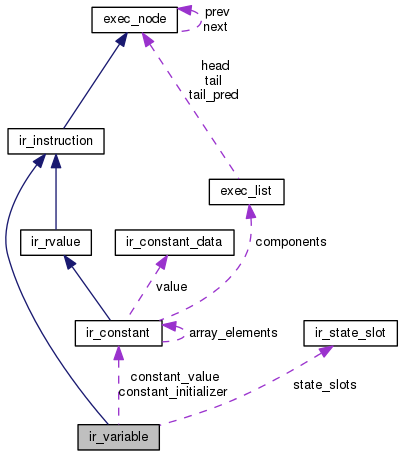 exec_node
prev
next
head
tail
tail_pred
ir_instruction
exec_list
ir_rvalue
ir_constant_data
components
value
ir_constant
array_elements
ir_state_slot
constant_value
constant_initializer
state_slots
ir_variable